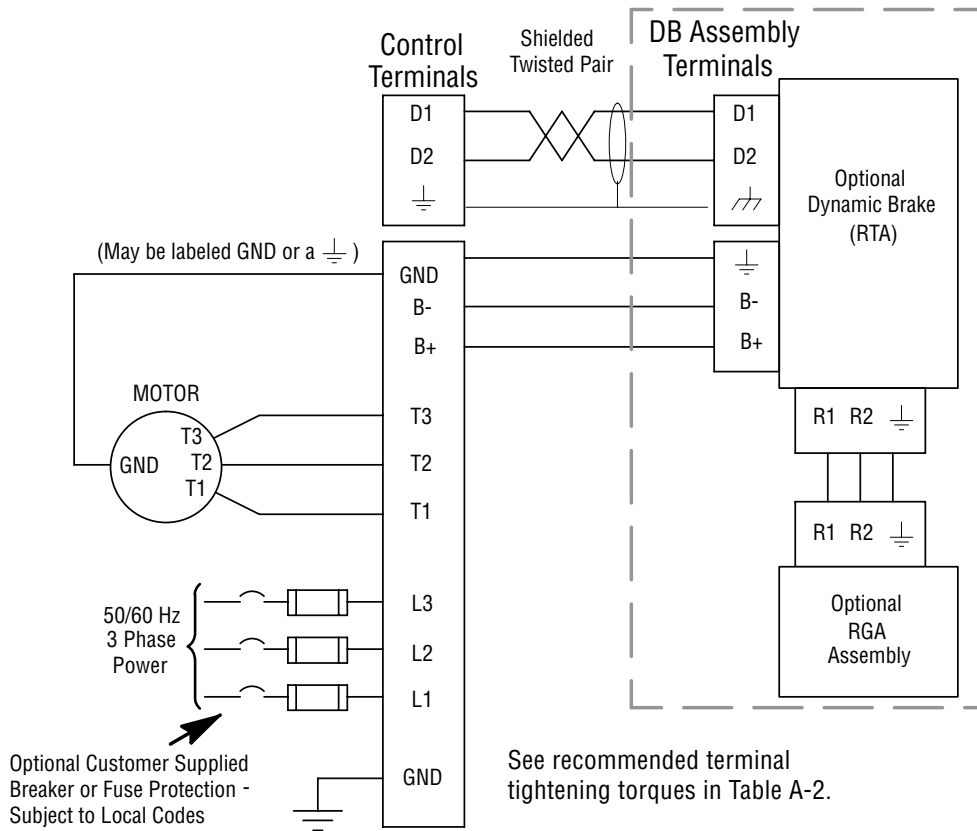 Control
Terminals
Shielded
Twisted Pair
DB Assembly
Terminals
D1
D2
D1
D2
Optional
Dynamic Brake
(RTA)
(May be labeled GND or a ⏚ )
GND
B-
B+
B-
B+
MOTOR
GND
T3
T2
T1
T3
T2
T1
R1 R2
R1 R2
Optional
RGA
Assembly
50/60 Hz
3 Phase
Power
L3
L2
L1
GND
Optional Customer Supplied
Breaker or Fuse Protection -
Subject to Local Codes
See recommended terminal
tightening torques in Table A-2.